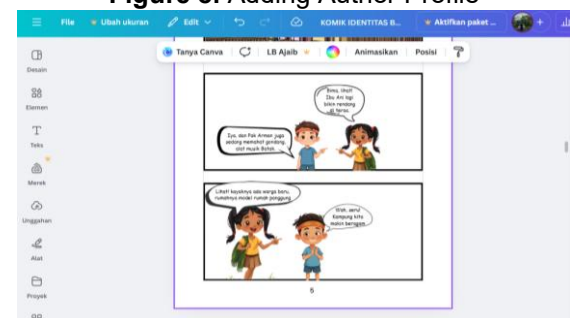 Figure 3. Adding Author Profile
File
Ubah ukuran
Edit
KOMIK IDENTITAS B...
Aktifkan paket ...
Tanya Canva
LB Ajaib
Animasikan
Posisi
Desain
Elemen
Teks
Merek
Unggahan
Alat
Proyek
Bima, lihat!
Ibu Ani lagi
bikin rendang
di teras.
Iya, dan Pak Arman juga
sedang memahat gendang,
alat musik Batak.
Lihat! kayaknya ada warga baru,
rumahnya model rumah panggung
Wah, seru!
Kampung kita
makin beragam
5